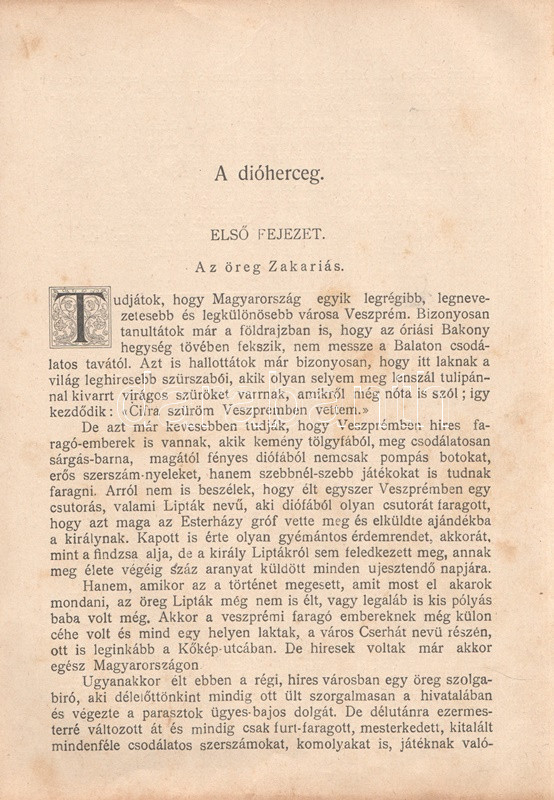 A dióherceg.
ELSŐ FEJEZET.
Az öreg Zakariás.
Tudjátok, hogy Magyarország egyik legrégibb, legneve-
zetesebb és legkülönösebb városa Veszprém. Bizonyosan
tanultátok már a földrajzban is, hogy az óriási Bakony
hegység tövében fekszik, nem messze a Balaton csodá-
latos tavától. Azt is hallottátok már bizonyosan, hogy itt laknak a
világ leghiresebb szürszabói, akik olyan selyem meg lenszál tulipán-
nal kivarrt virágos szüröket varrnak, amikről még nóta is szól; igy
kezdődik: «Cifra szüröm Veszprémben vettem.»
De azt már kevesebben tudják, hogy Veszprémben hires fa-
ragó-emberek is vannak, akik kemény tölgyfából, meg csodálatosan
sárgás-barna, magától fényes diófából nemcsak pompás botokat,
erős szerszám-nyeleket, hanem szebbnél-szebb játékokat is tudnak
faragni. Arról nem is beszélek, hogy élt egyszer Veszprémben egy
csutorás, valami Lipták nevű, aki diófából olyan csutorát faragott,
hogy azt maga az Esterházy gróf vette meg és elküldte ajándékba
a királynak. Kapott is érte olyan gyémántos érdemrendet, akkorát,
mint a findzsa alja, de a király Liptákról sem feledkezett meg, annak
meg élete végéig száz aranyat küldött minden ujesztendő napjára.
Hanem, amikor az a történet megesett, amit most el akarok
mondani, az öreg Lipták még nem is élt, vagy legaláb is kis pólyás
baba volt még. Akkor a veszprémi faragó embereknek még külon
céhe volt és mind egy helyen laktak, a város Cserhát nevü részén,
ott is leginkább a Kőkép-utcában. De hiresek voltak már akkor
egész Magyarországon
Ugyanakkor élt ebben a régi, hires városban egy öreg szolga-
biró, aki délelőttönkint mindig ott ült szorgalmasan a hivatalában
és végezte a parasztok ügyes-bajos dolgát. De délutánra ezermes-
terré változott át és mindig csak furt-faragott, mesterkedett, kitalált
mindenféle csodálatos szerszámokat, komolyakat is, játéknak való-